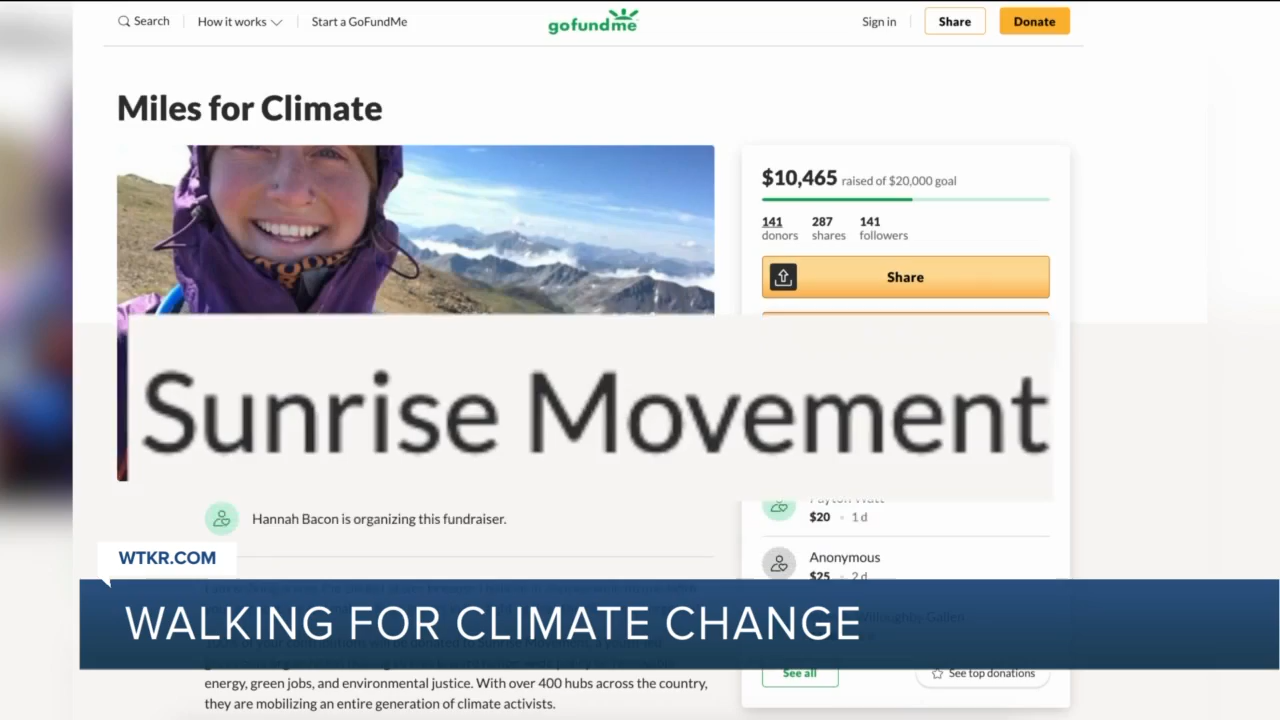 Search
How it works
Start a GoFundMe
gofundme
Sign in
Share
Donate
Miles for Climate
$10,465 raised of $20,000 goal
141 donors
287 shares
141 followers
Share
Sunrise Movement
$20 • 1 d
Anonymous
$25 • 2 d
Hannah Bacon is organizing this fundraiser.
WTKR.COM
WALKING FOR CLIMATE CHANGE
See all
See top donations
energy, green jobs, and environmental justice. With over 400 hubs across the country,
they are mobilizing an entire generation of climate activists.